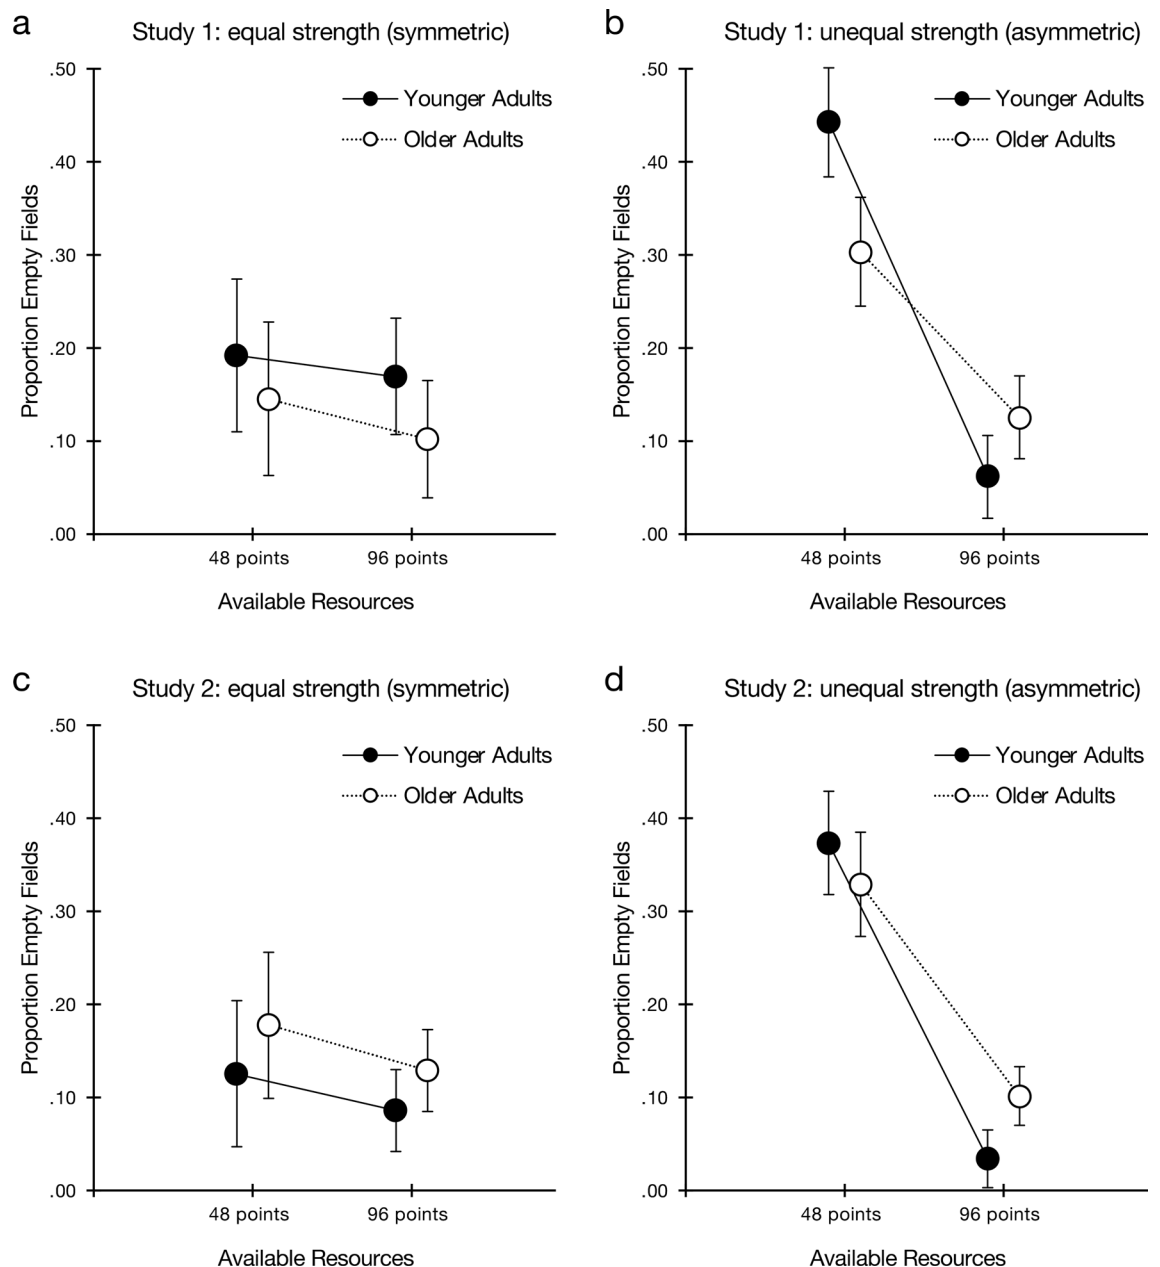 a
Study 1: equal strength (symmetric)
.50
.40
.30
.20
.10
.00
Proportion Empty Fields
Younger Adults
Older Adults
48 points
96 points
Available Resources
b
Study 1: unequal strength (asymmetric)
.50
.40
.30
.20
.10
.00
Proportion Empty Fields
Younger Adults
Older Adults
48 points
96 points
Available Resources
c
Study 2: equal strength (symmetric)
.50
.40
.30
.20
.10
.00
Proportion Empty Fields
Younger Adults
Older Adults
48 points
96 points
Available Resources
d
Study 2: unequal strength (asymmetric)
.50
.40
.30
.20
.10
.00
Proportion Empty Fields
Younger Adults
Older Adults
48 points
96 points
Available Resources